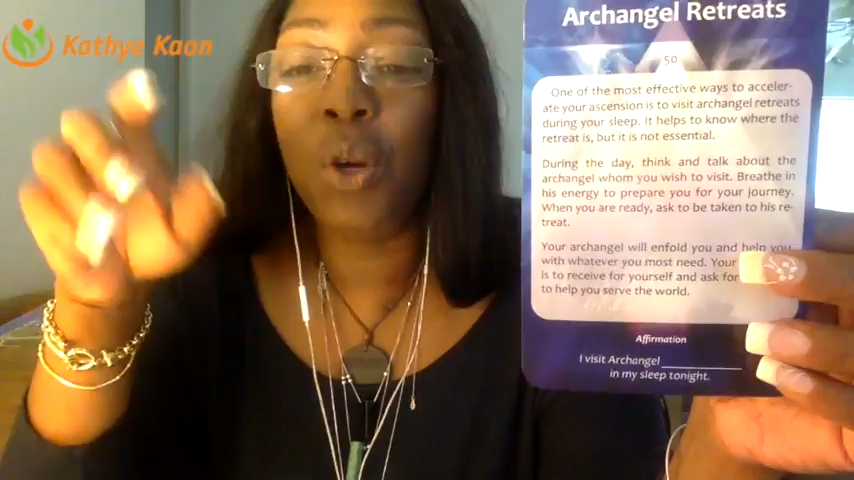 Kathye Kaan
Archangel Retreats
50
One of the most effective ways to acceler-
ate your ascension is to visit archangel retreats
during your sleep. It helps to know where the
retreat is, but it is not essential.
During the day, think and talk about the
archangel whom you wish to visit. Breathe in
his energy to prepare you for your journey.
When you are ready, ask to be taken to his re-
treat.
Your archangel will enfold you and help you
with whatever you most need. Your
is to receive for yourself and ask for
to help you serve the world.
Affirmation
I visit Archangel
in my sleep tonight.